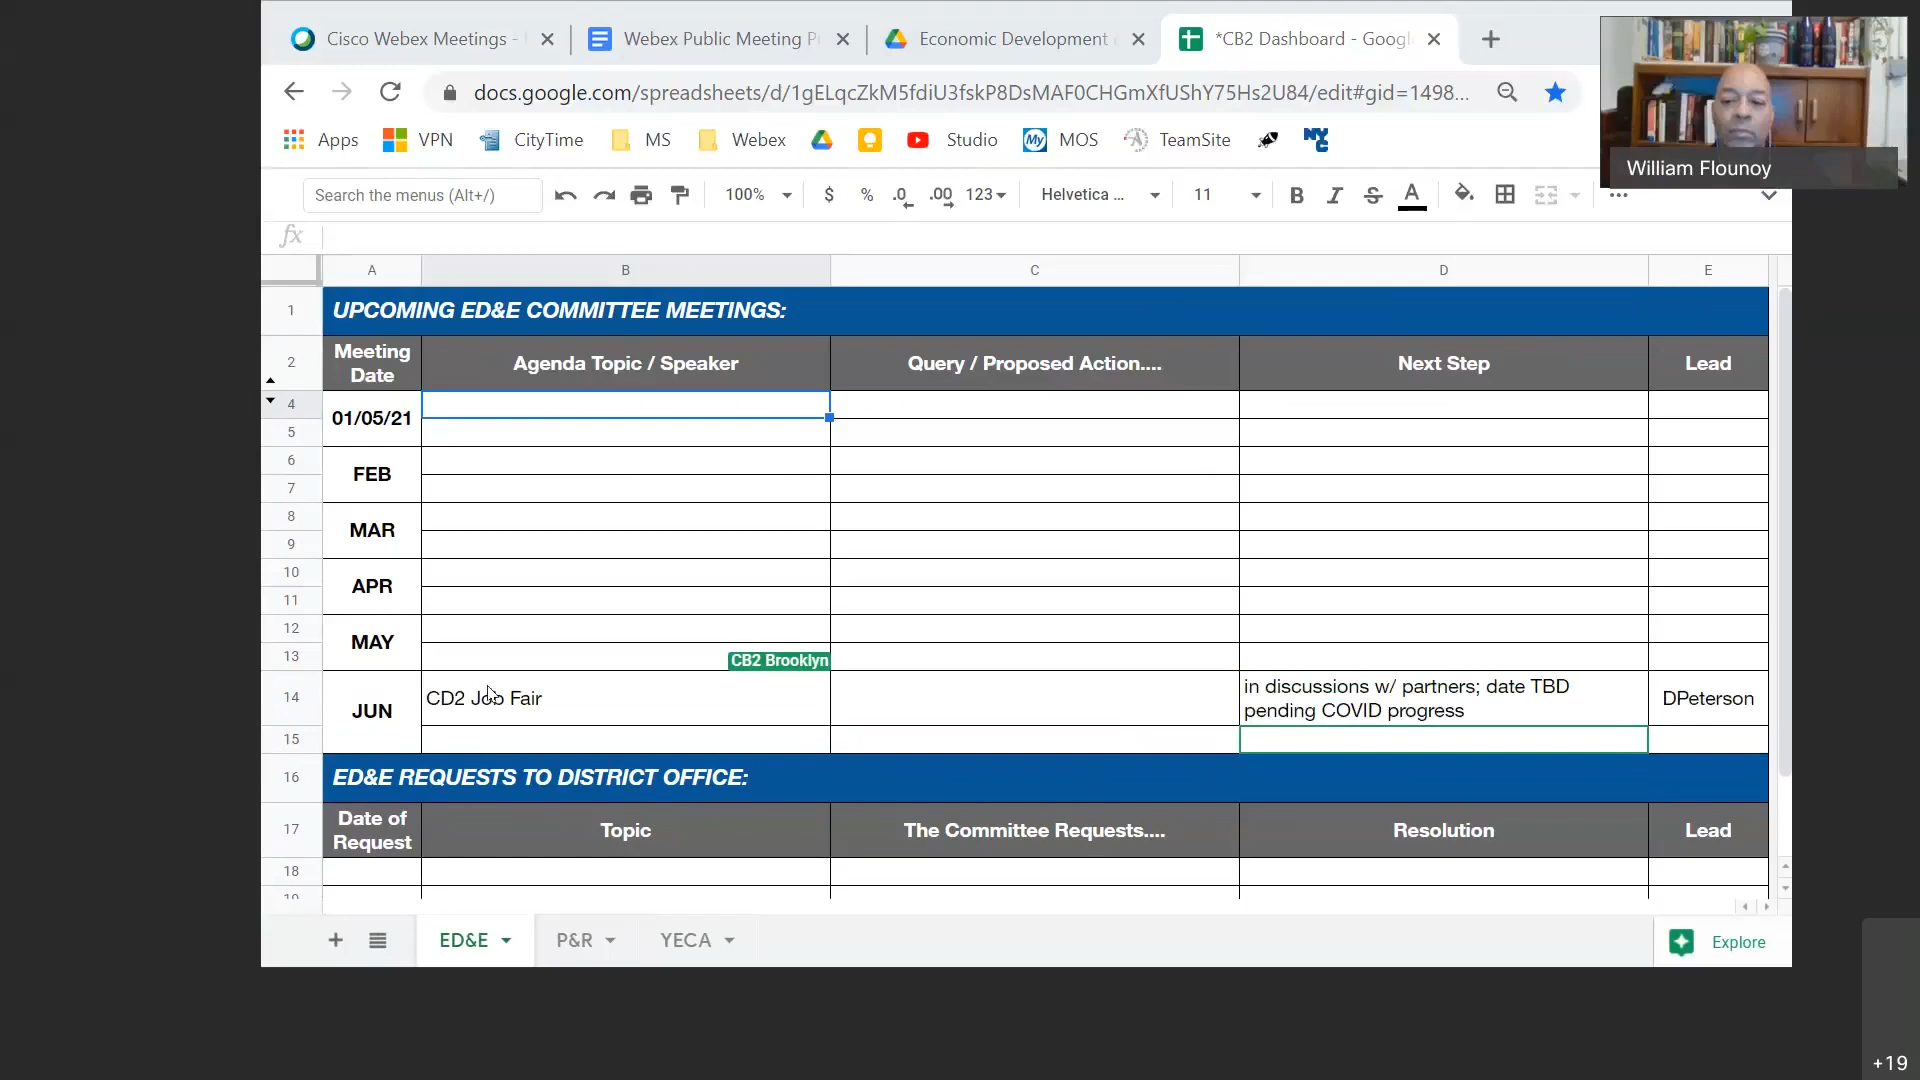 Cisco Webex Meetings -
Webex Public Meeting P
Economic Development
*CB2 Dashboard - Googl
docs.google.com/spreadsheets/d/1gELqcZkM5fdiU3fskP8DsMAF0CHGmXfUShY75Hs2U84/edit#gid=1498...
Apps
VPN
CityTime
MS
Webex
Studio
My
MOS
TeamSite
NYC
William Flounoy
Search the menus (Alt+/)
100%
$
%
.0
.00
123
Helvetica ...
11
B
I
S
A
fx
A
B
C
D
E
1
UPCOMING ED&E COMMITTEE MEETINGS:
2
Meeting
Date
Agenda Topic / Speaker
Query / Proposed Action....
Next Step
Lead
4
01/05/21
5
6
FEB
7
8
MAR
9
10
APR
11
12
MAY
13
CB2 Brooklyn
14
JUN
CD2 Job Fair
in discussions w/ partners; date TBD
pending COVID progress
DPeterson
15
16
ED&E REQUESTS TO DISTRICT OFFICE:
17
Date of
Request
Topic
The Committee Requests....
Resolution
Lead
18
19
ED&E
P&R
YECA
Explore
+19